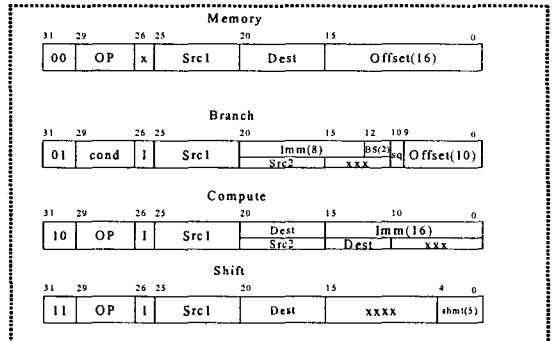 Memory
31 29 26 25 20 15 0
00 OP x Src1 Dest Offset(16)
Branch
31 29 26 25 20 15 12 10 9 0
01 cond I Src1 Imm(8) BS(2) sq Offset(10)
Src2 xxx
Compute
31 29 26 25 20 15 10 0
10 OP I Src1 Dest Imm(16)
Src2 Dest xxx
Shift
31 29 26 25 20 15 4 0
11 OP I Src1 Dest xxxx shmt(5)